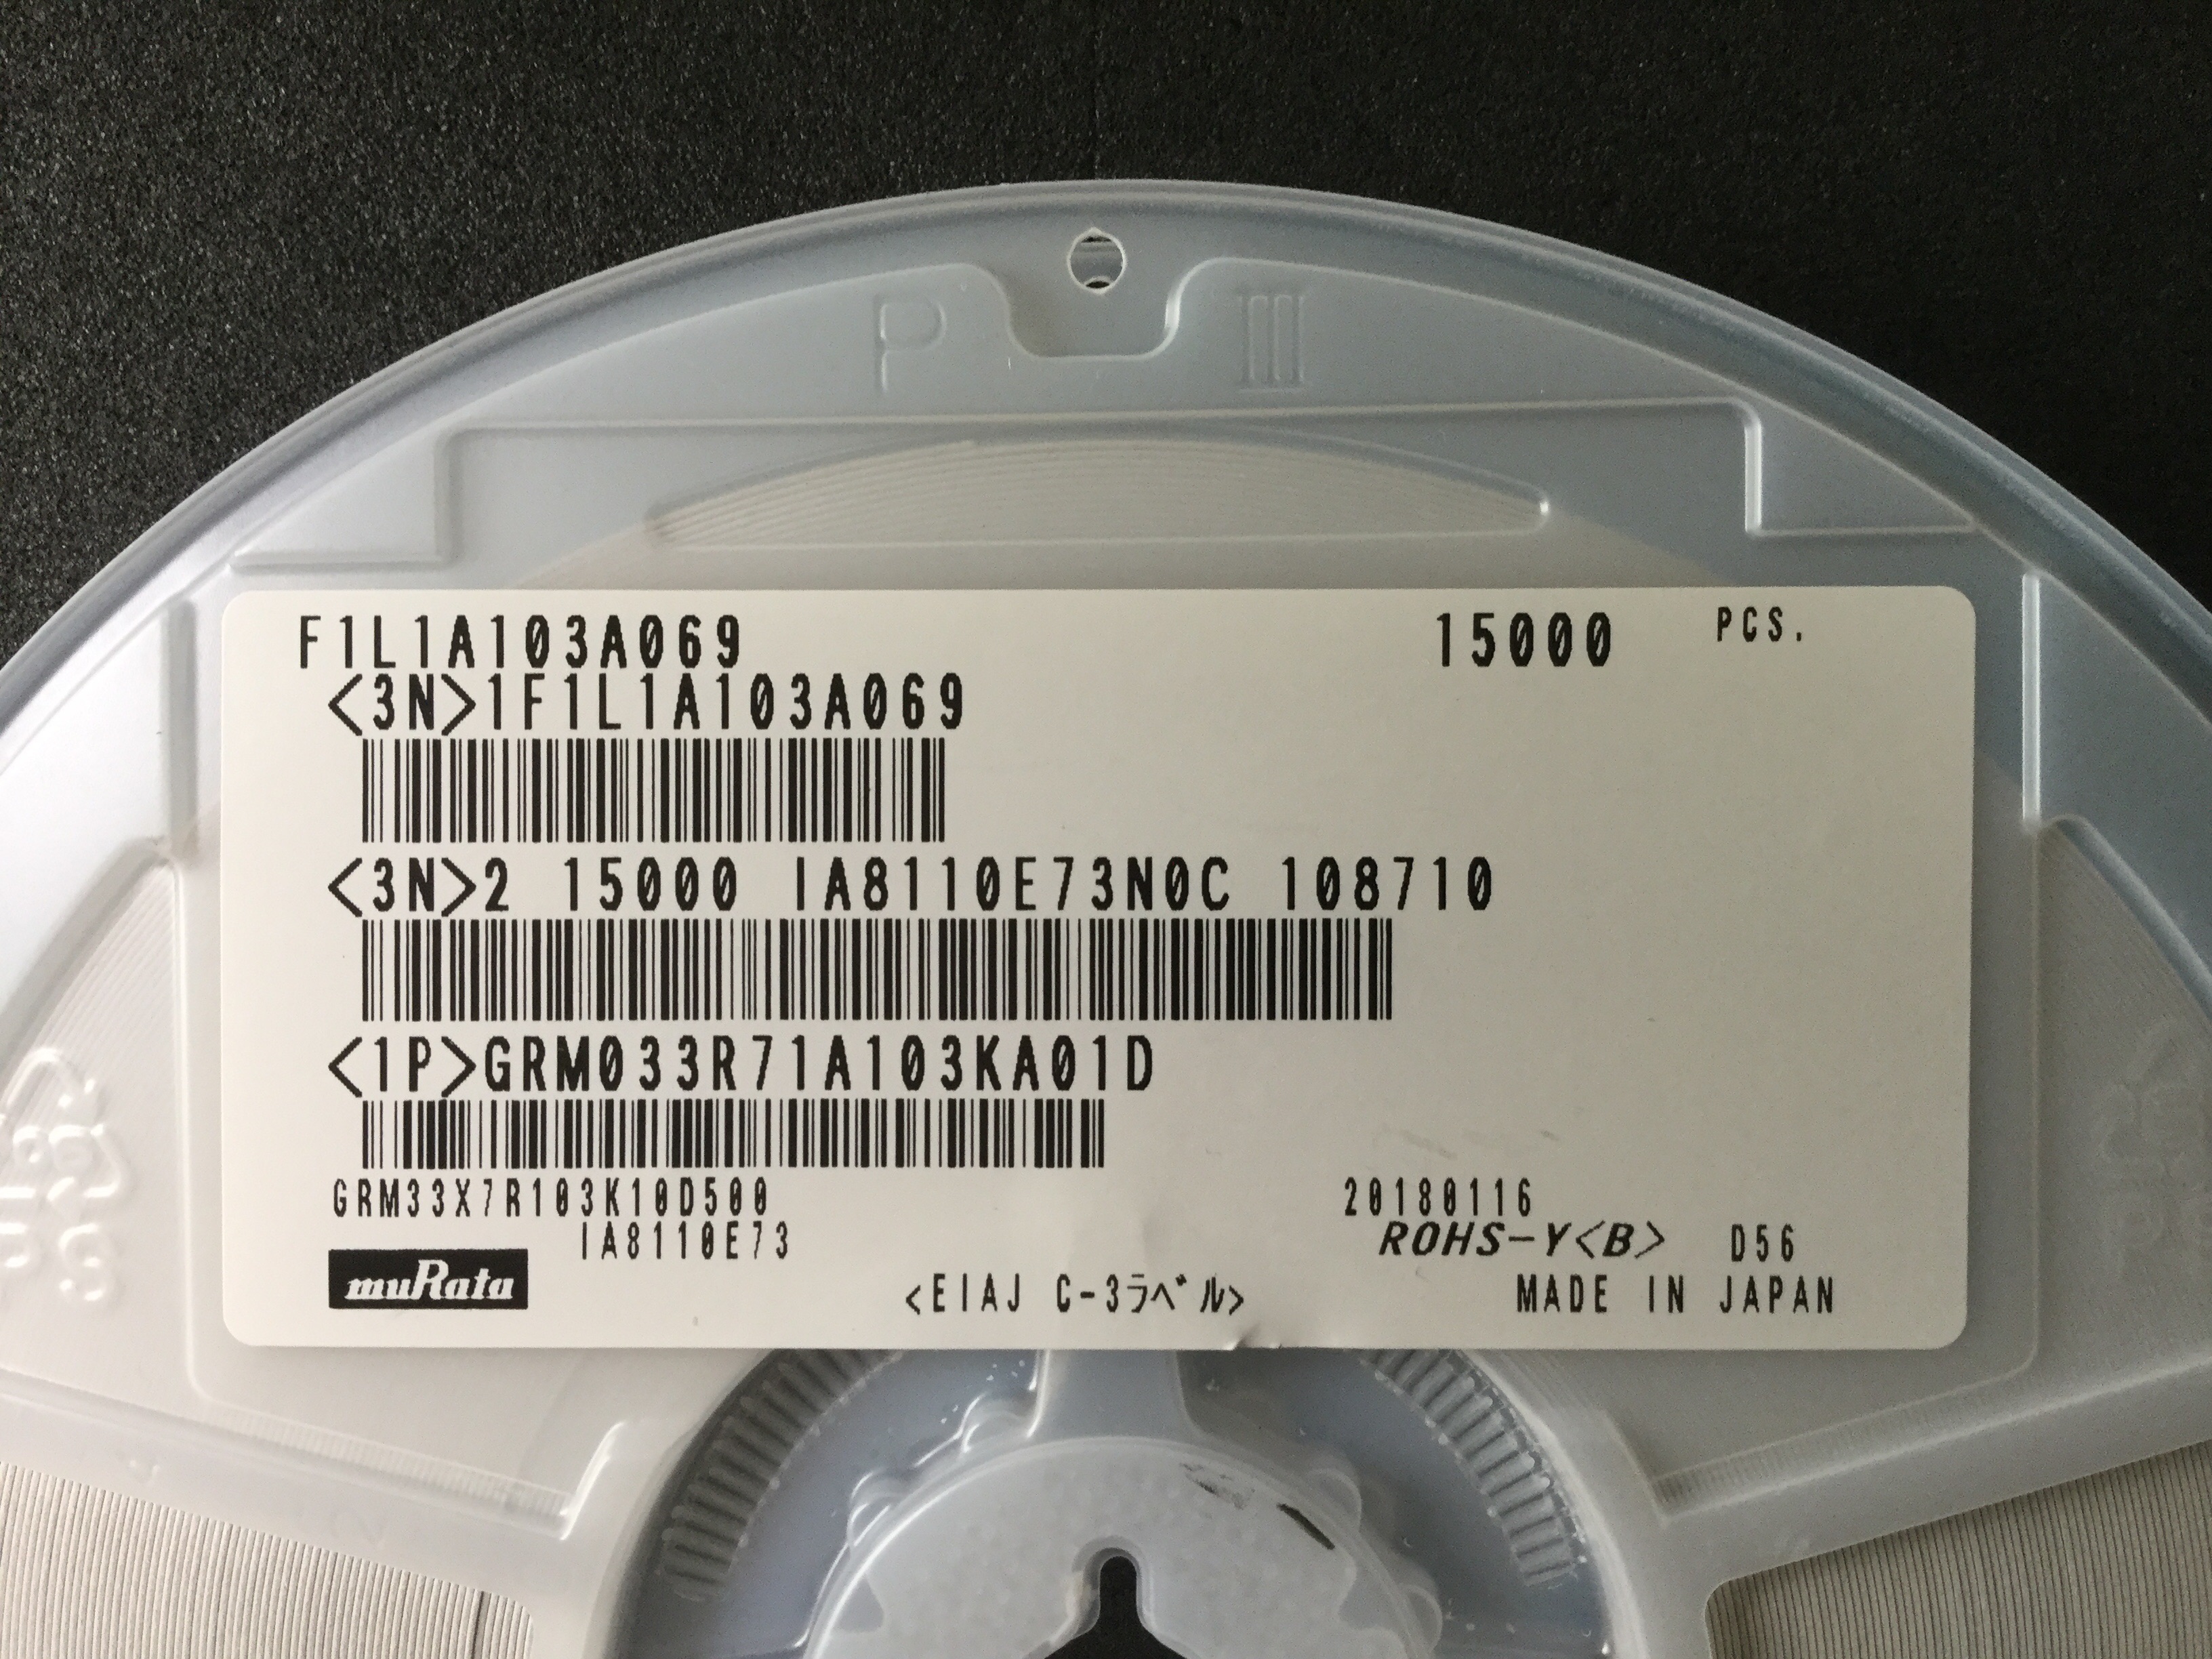 P III
F1L1A103A069 15000 PCS.
<3N>1F1L1A103A069
<3N>2 15000 IA8110E73N0C 108710
<1P>GRM033R71A103KA01D
GRM33X7R103K10D500 20180116
IA8110E73 ROHS-Y<B> D56
muRata <EIAJ C-3ラベル> MADE IN JAPAN